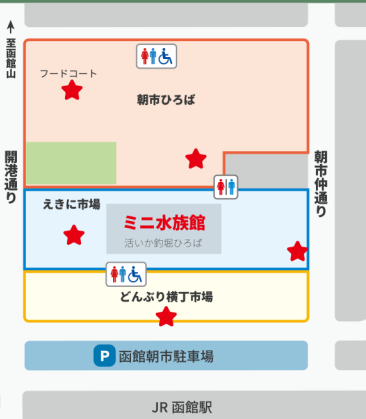 ↑至函館山
フードコート
朝市ひろば
開港通り
朝市仲通り
えきに市場
ミニ水族館
活いか釣堀ひろば
どんぶり横丁市場
P 函館朝市駐車場
JR 函館駅